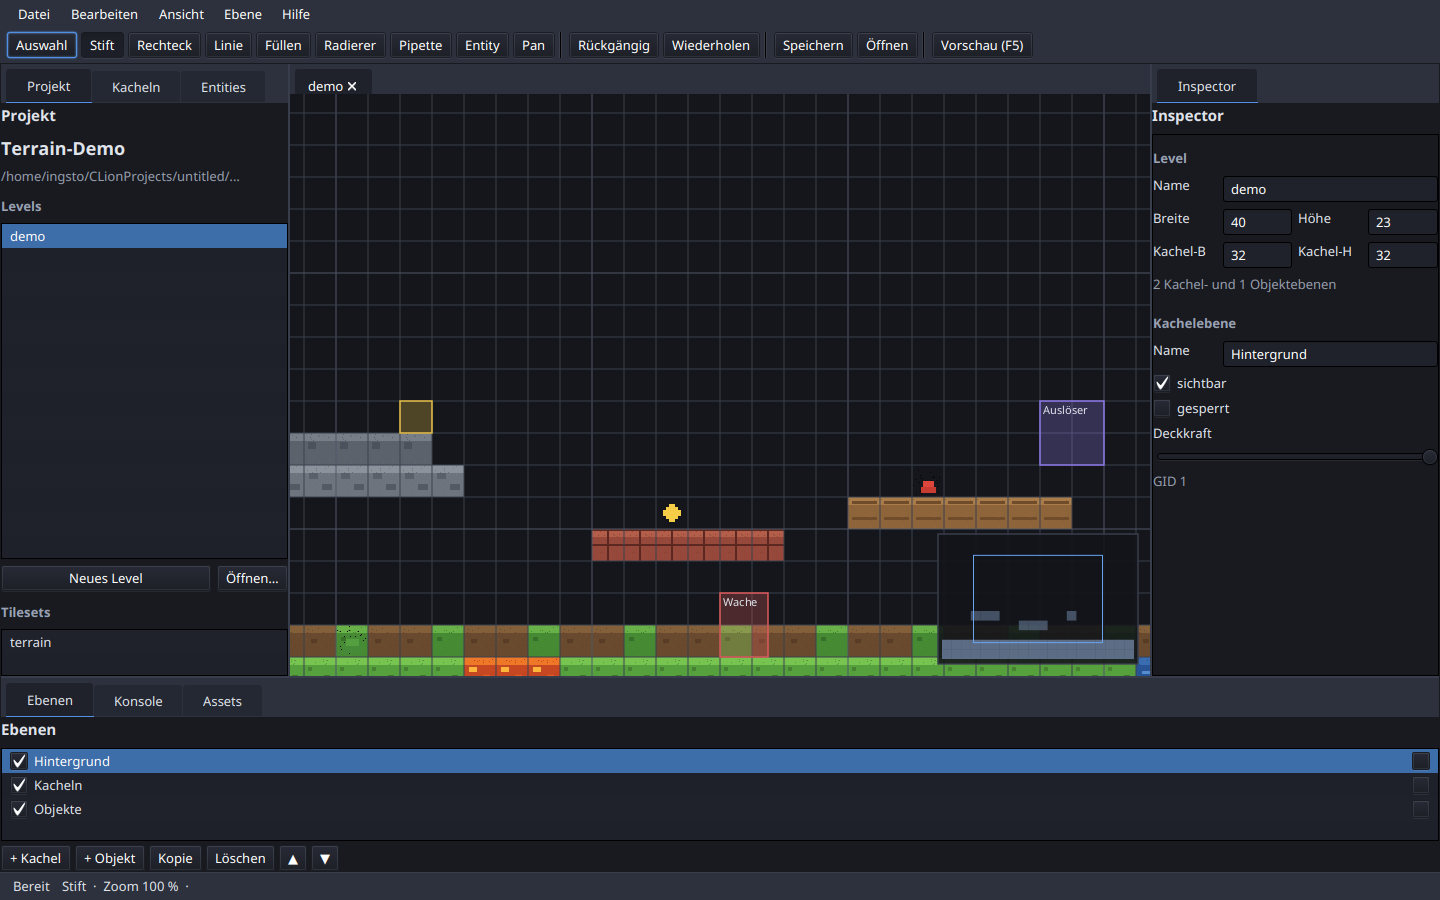 Datei Bearbeiten Ansicht Ebene Hilfe
Auswahl Stift Rechteck Linie Füllen Radierer Pipette Entity Pan Rückgängig Wiederholen Speichern Öffnen Vorschau (F5)
Projekt Kacheln Entities
Projekt
Terrain-Demo
/home/ingsto/CLionProjects/untitled/...
Levels
demo
Neues Level Öffnen...
Tilesets
terrain
demo ×
Auslöser
Wache
Inspector
Inspector
Level
Name demo
Breite 40 Höhe 23
Kachel-B 32 Kachel-H 32
2 Kachel- und 1 Objektebenen
Kachelebene
Name Hintergrund
sichtbar
gesperrt
Deckkraft
GID 1
Ebenen Konsole Assets
Ebenen
Hintergrund
Kacheln
Objekte
+ Kachel + Objekt Kopie Löschen ▲ ▼
Bereit Stift · Zoom 100 % ·